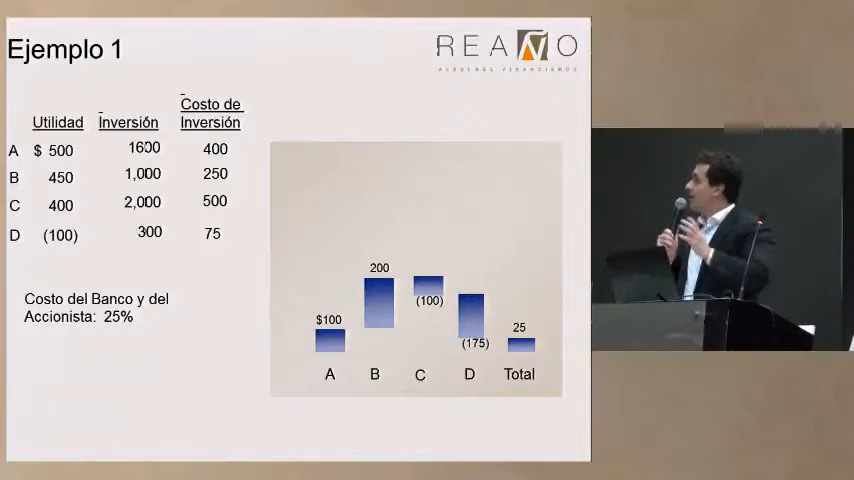 Ejemplo 1
REAÑO
ASESORES FINANCIEROS
Utilidad Inversión Costo de Inversión
A $ 500 1600 400
B 450 1,000 250
C 400 2,000 500
D (100) 300 75
Costo del Banco y del
Accionista: 25%
$100 200 (100) (175) 25
A B C D Total